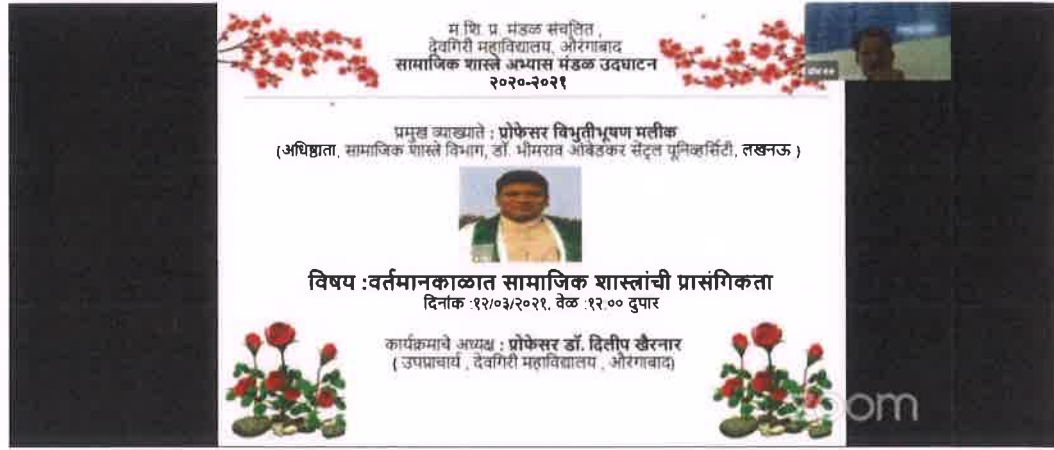 म शि प्र. मंडळ संचलित ,
देवगिरी महाविद्यालय, औरंगाबाद
सामाजिक शास्त्रे अभ्यास मंडळ उदघाटन
२०२०-२०२१
प्रमुख व्याख्याते : प्रोफेसर विभुतीभूषण मलीक
(अधिष्ठाता, सामाजिक शास्त्रे विभाग, डॉ. भीमराव आंबेडकर सेंट्रल यूनिव्हर्सिटी, लखनऊ )
विषय :वर्तमानकाळात सामाजिक शास्त्रांची प्रासंगिकता
दिनांक :१२/०३/२०२१, वेळ :१२.०० दुपार
कार्यक्रमाचे अध्यक्ष : प्रोफेसर डॉ. दिलीप खैरनार
( उपप्राचार्य , देवगिरी महाविद्यालय , औरंगाबाद)
zoom